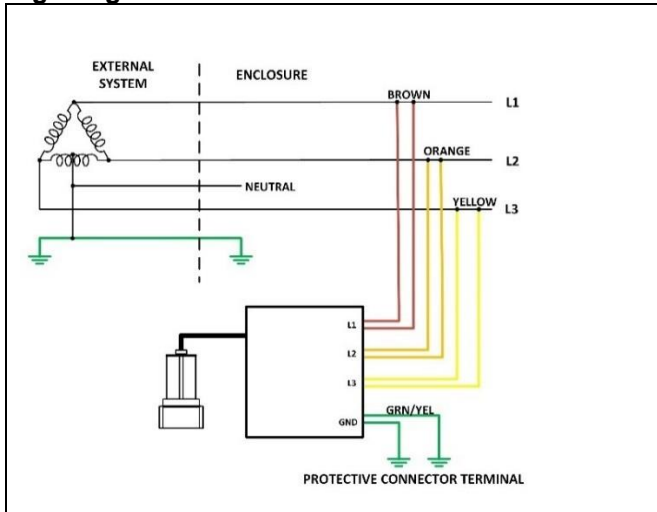 EXTERNAL
SYSTEM
ENCLOSURE
BROWN
L1
ORANGE
L2
NEUTRAL
YELLOW
L3
L1
L2
L3
GRN/YEL
GND
PROTECTIVE CONNECTOR TERMINAL